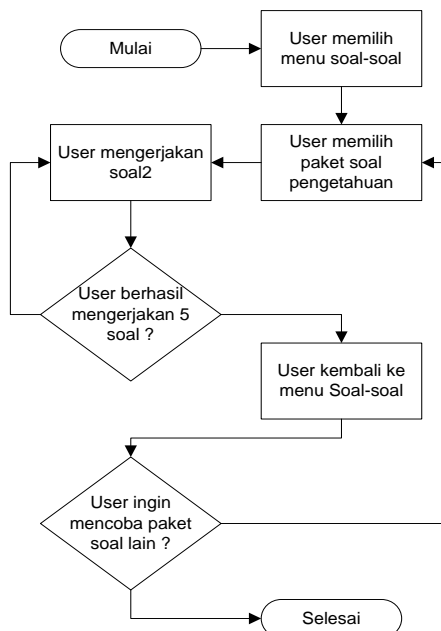 Mulai
User memilih
menu soal-soal
User memilih
paket soal
pengetahuan
User mengerjakan
soal2
User berhasil
mengerjakan 5
soal ?
User kembali ke
menu Soal-soal
User ingin
mencoba paket
soal lain ?
Selesai